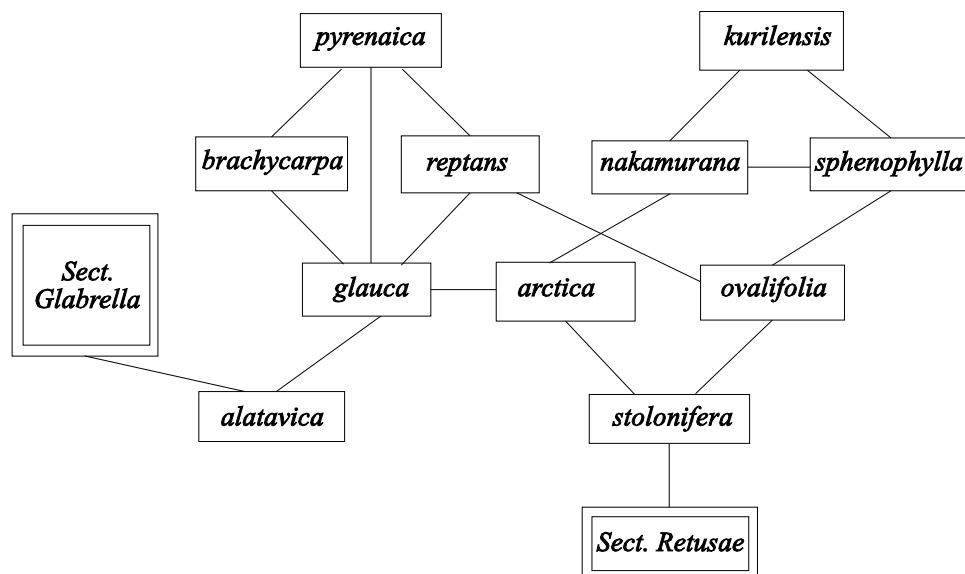 pyrenaica
kurilensis
brachycarpa
reptans
nakamurana
sphenophylla
Sect.
Glabrella
glauca
arctica
ovalifolia
alatavica
stolonifera
Sect. Retusae